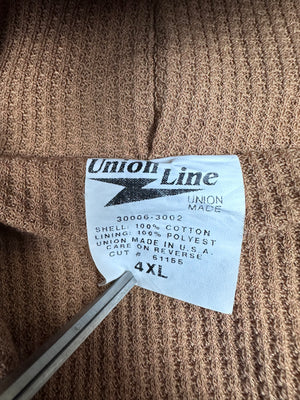 Union Line
UNION
MADE
30006-3002
SHELL: 100% COTTON
LINING: 100% POLYEST
UNION MADE IN U.S.A
CARE ON REVERSE
CUT # 61155
4XL